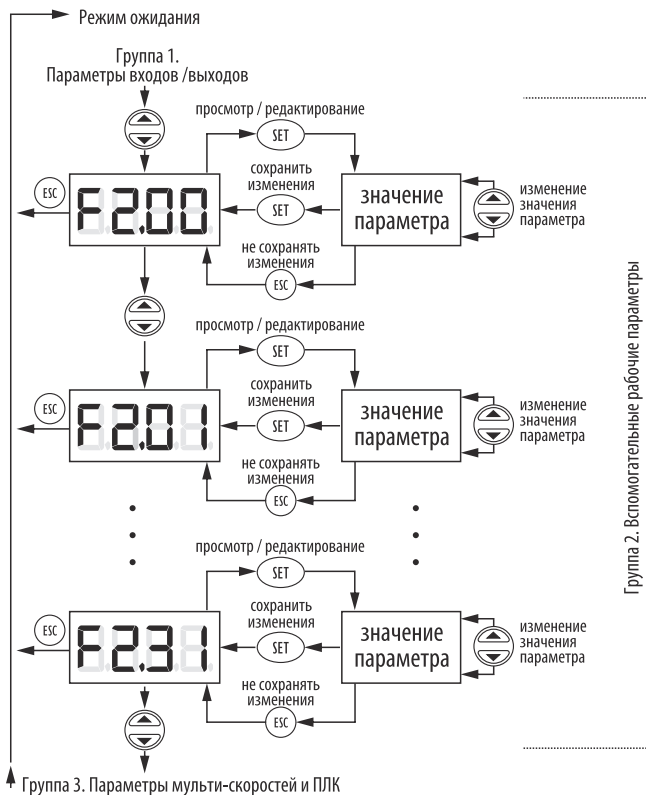 Режим ожидания
Группа 1.
Параметры входов /выходов
просмотр / редактирование
SET
ESC
сохранить
изменения
SET
F2.00
значение
параметра
изменение
значения
параметра
не сохранять
изменения
ESC
просмотр / редактирование
SET
ESC
сохранить
изменения
SET
F2.01
значение
параметра
изменение
значения
параметра
не сохранять
изменения
ESC
просмотр / редактирование
SET
ESC
сохранить
изменения
SET
F2.31
значение
параметра
изменение
значения
параметра
не сохранять
изменения
ESC
Группа 2. Вспомогательные рабочие параметры
Группа 3. Параметры мульти-скоростей и ПЛК